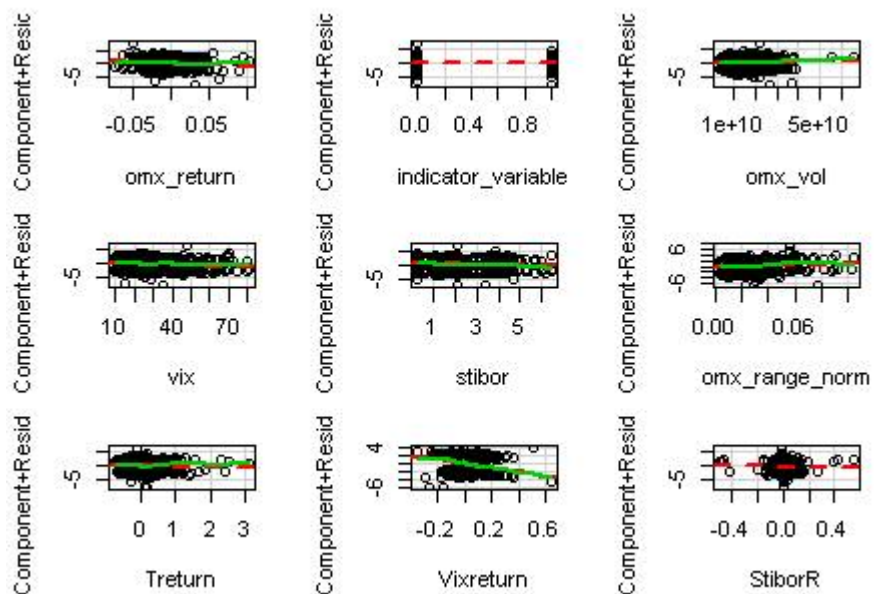 Component+Resid
-5
-0.05 0.05
omx_return
Component+Resid
-5
0.0 0.4 0.8
indicator_variable
Component+Resid
-5
1e+10 5e+10
omx_vol
Component+Resid
-5
10 40 70
vix
Component+Resid
-5
1 3 5
stibor
Component+Resid
-6 6
0.00 0.06
omx_range_norm
Component+Resid
-5
0 1 2 3
Treturn
Component+Resid
-6 4
-0.2 0.2 0.6
Vixreturn
Component+Resid
-5
-0.4 0.0 0.4
StiborR